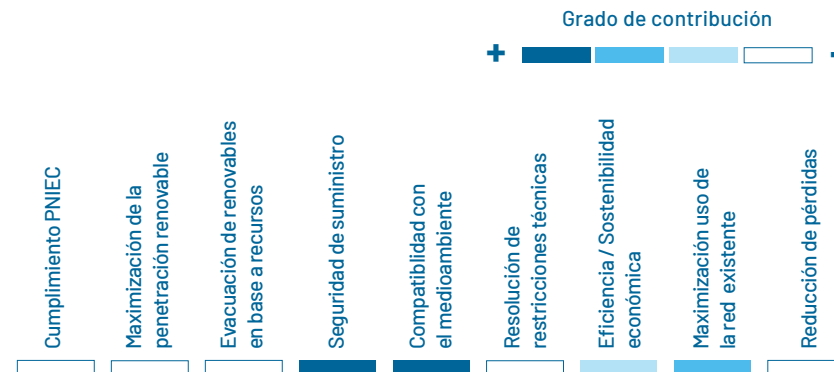 Grado de contribución
+ -
Cumplimiento PNIEC
Maximización de la
penetración renovable
Evacuación de renovables
en base a recursos
Seguridad de suministro
Compatiblidad con
el medioambiente
Resolución de
restricciones técnicas
Eficiencia / Sostenibilidad
económica
Maximización uso de
la red existente
Reducción de pérdidas